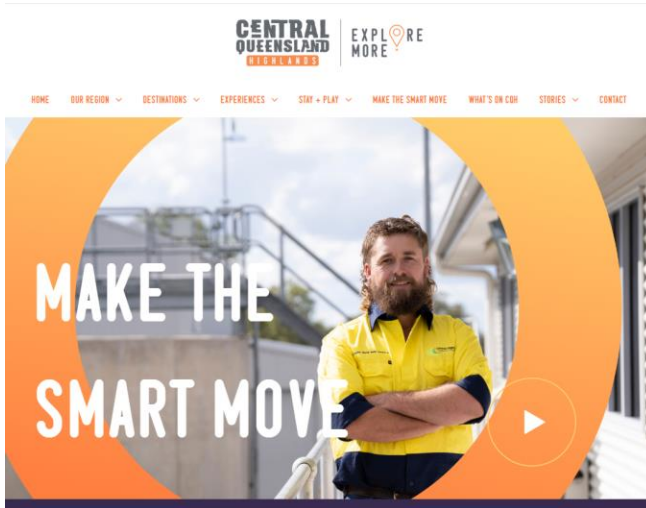 CENTRAL
QUEENSLAND
HIGHLANDS
EXPLORE
MORE
HOME OUR REGION DESTINATIONS EXPERIENCES STAY + PLAY MAKE THE SMART MOVE WHAT'S ON CQH STORIES CONTACT
MAKE THE
SMART MOVE